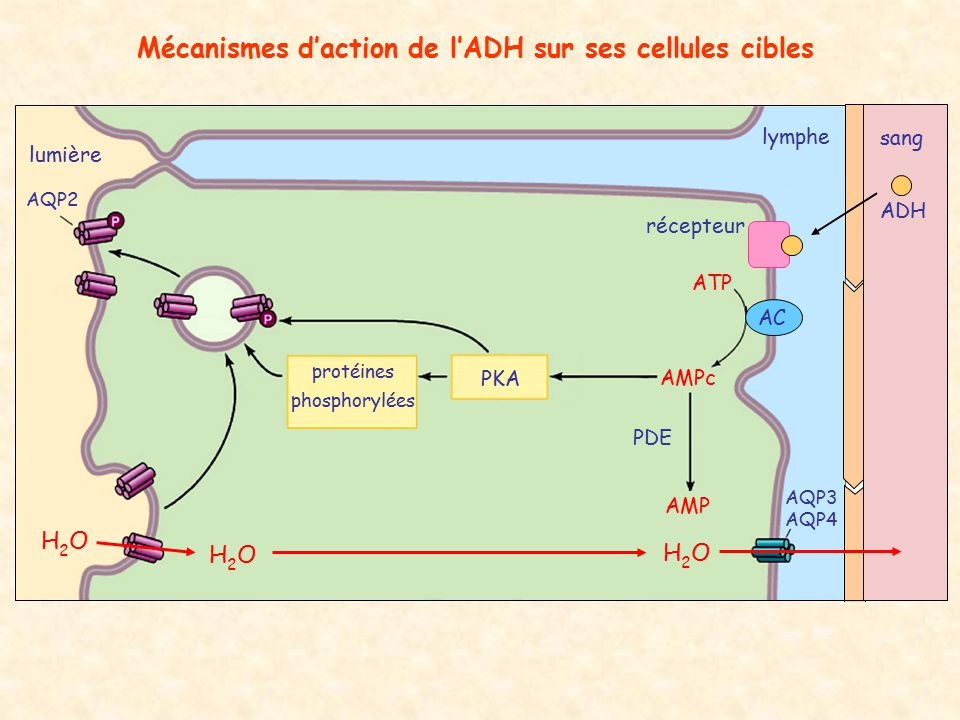 Mécanismes d’action de l’ADH sur ses cellules cibles
lymphe
sang
lumière
AQP2
ADH
récepteur
P
ATP
AC
P
protéines
phosphorylées
PKA
AMPc
PDE
AMP
AQP3
AQP4
H₂O
H₂O
H₂O